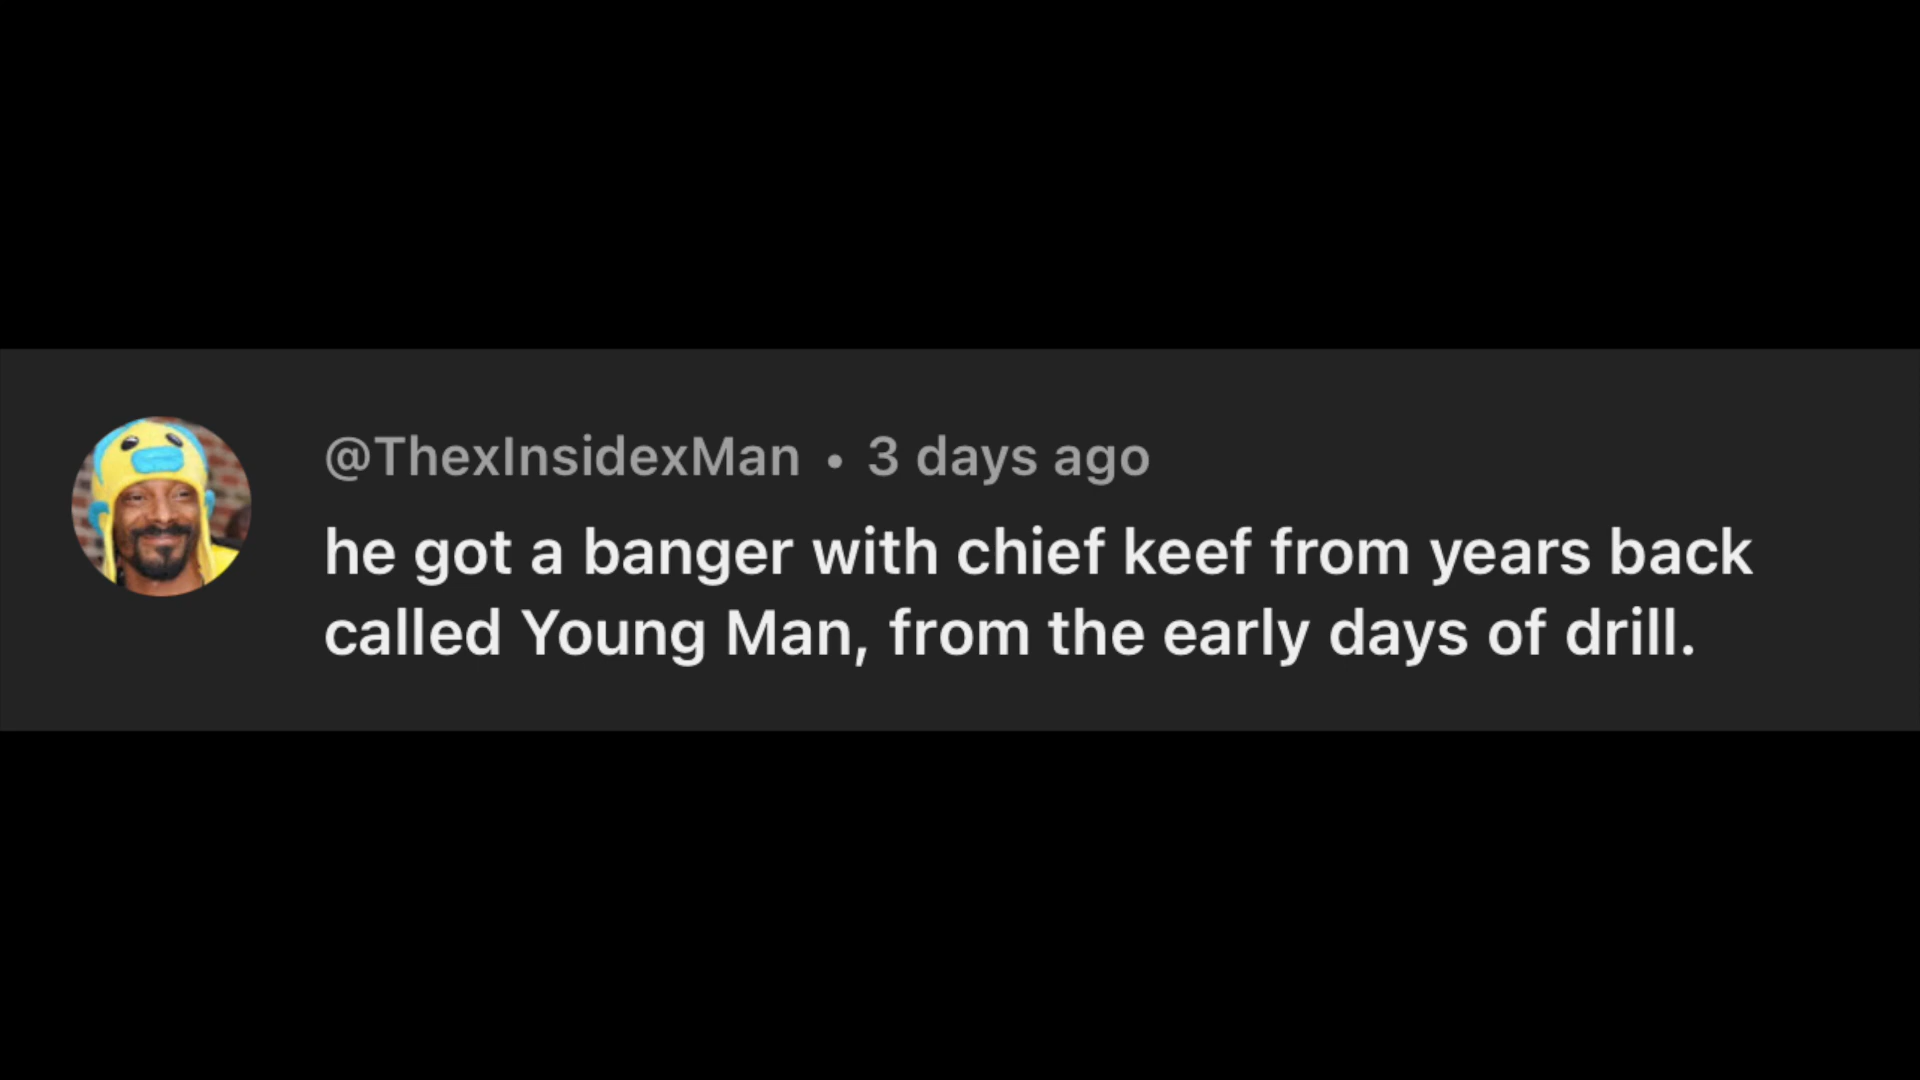 @ThexInsidexMan • 3 days ago
he got a banger with chief keef from years back
called Young Man, from the early days of drill.